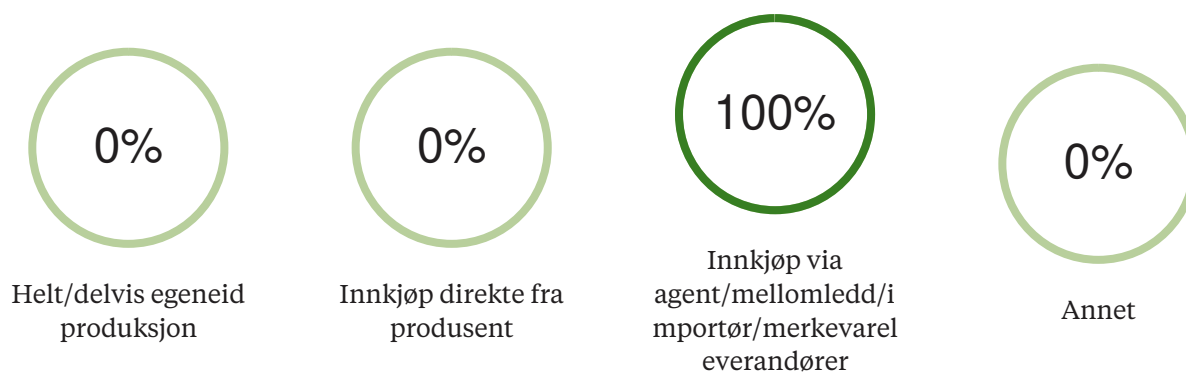 0%
Helt/delvis egeneid
produksjon
0%
Innkjøp direkte fra
produsent
100%
Innkjøp via
agent/mellomledd/i
mportør/merkevarel
everandører
0%
Annet